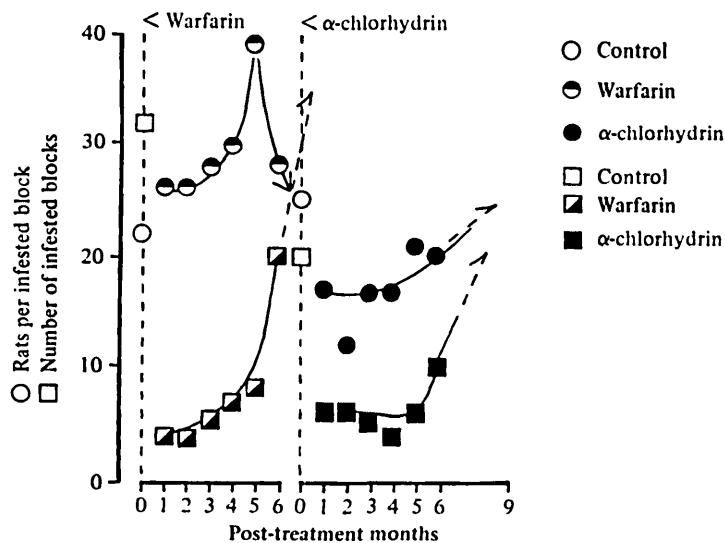 < Warfarin
< α-chlorhydrin
40
30
20
10
0
○ Rats per infested block
□ Number of infested blocks
0 1 2 3 4 5 6 0 1 2 3 4 5 6 9
Post-treatment months
Control
Warfarin
α-chlorhydrin
Control
Warfarin
α-chlorhydrin